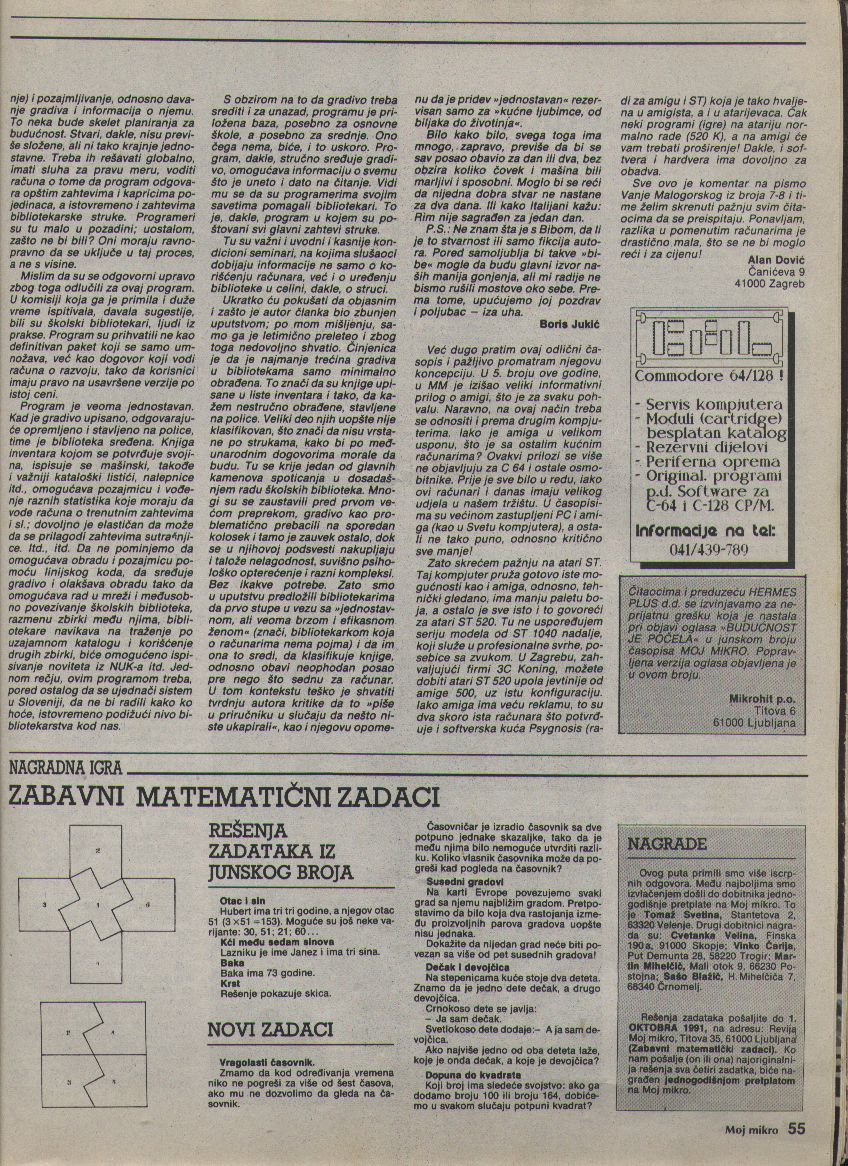 nje) i pozajmljivanje, odnosno dava-
nje gradiva i informacija o njemu.
To neka bude skelet planiranja za
budućnost. Stvari, dakle, nisu previ-
še složene, ali ni tako krajnje jedno-
stavne. Treba ih rešávati globalno,
imati sluha za pravu meru, voditi
računa o tome da program odgova-
ra opštim zahtevima i kapricima po-
jedinaca, a istovremeno i zahtevima
bibliotekarske struke. Programeri
su tu malo u pozadini; uostalom,
zašto ne bi bili? Oni moraju ravno-
pravno da se uključe u taj proces,
a ne s visine.
Mislim da su se odgovorni upravo
zbog toga odlučili za ovaj program.
U komisiji koja ga je primila i duže
vreme ispitivala, davala sugestije,
bili su školski bibliotekari, ljudi iz
prakse. Program su prihvatili ne kao
definitivan paket koji se samo um-
nožava, već kao dogovor koji vodi
računa o razvoju, tako da korisnici
imaju pravo na usavršene verzije po
istoj ceni.
Program je veoma jednostavan.
Kad je gradivo upisano, odgovaraju-
će opremljeno i stavljeno na police,
time je biblioteka sređena. Knjiga
inventara kojom se potvrđuje svoji-
na, ispisuje se mašinski, takođe
i važniji kataloški listići, nalepnice
itd., omogućava pozajmicu i vođe-
nje raznih statistika koje moraju da
vode računa o trenutnim zahtevima
i sl.; dovoljno je elastičan da može
da se prilagodi zahtevima sutrašnji-
ce. Itd., itd. Da ne pominjemo da
omogućava obradu i pozajmicu po-
moću linijskog koda, da sređuje
gradivo i olakšava obradu tako da
omogućava rad u mreži i međusob-
no povezivanje školskih biblioteka,
razmenu zbirki među njima, bibli-
otekare navikava na traženje po
uzajamnom katalogu i korišćenje
drugih zbirki, biće omogućeno ispi-
sivanje noviteta iz NUK-a itd. Jed-
nom rečju, ovim programom treba,
pored ostalog da se ujednači sistem
u Sloveniji, da ne bi radili kako ko
hoće, istovremeno podižući nivo bi-
bliotekarstva kod nas.
S obzirom na to da gradivo treba
srediti i za unazad, programu je pri-
ložena baza, posebno za osnovne
škole, a posebno za srednje. Ono
čega nema, biće, i to uskoro. Pro-
gram, dakle, stručno sređuje gradi-
vo, omogućava informaciju o svemu
što je uneto i dato na čitanje. Vidi
mu se da su programerima svojim
savetima pomagali bibliotekari. To
je, dakle, program u kojem su po-
štovani svi glavni zahtevi struke.
Tu su važni i uvodni i kasnije kon-
dicioni seminari, na kojima slušaoci
dobijaju informacije ne samo o ko-
rišćenju računara, već i o uređenju
biblioteke u celini, dakle, o struci.
Ukratko ću pokušati da objasnim
i zašto je autor članka bio zbunjen
uputstvom; po mom mišljenju, sa-
mo ga je letimično preleteo i zbog
toga nedovoljno shvatio. Činjenica
je da je najmanje trećina gradiva
u bibliotekama samo minimalno
obrađena. To znači da su knjige upi-
sane u liste inventara i tako, da ka-
žem nestručno obrađene, stavljene
na police. Veliki deo njih uopšte nije
klasifikovan, što znači da nisu vrsta-
ne po strukama, kako bi po međ-
unarodnim dogovorima morale da
budu. Tu se krije jedan od glavnih
kamenova spoticanja u dosadaš-
njem radu školskih biblioteka. Mno-
gi su se zaustavili pred prvom ve-
ćom preprekom, gradivo kao pro-
blematično prebacili na sporedan
kolosek i tamo je zauvek ostalo, dok
se u njihovoj podsvesti nakupljaju
i talože nelagodnost, suvišno psiho-
loško opterećenje i razni kompleksi.
Bez ikakve potrebe. Zato smo
u uputstvu predložili bibliotekarima
da prvo stupe u vezu sa »jednostav-
nom, ali veoma brzom i efikasnom
ženom« (znači, bibliotekarkom koja
o računarima nema pojma) i da im
ona to sredi, da klasifikuje knjige,
odnosno obavi neophodan posao
pre nego što sednu za računar.
U tom kontekstu teško je shvatiti
tvrdnju autora kritike da to »piše
u priručniku u slučaju da nešto ni-
ste ukapirali«, kao i njegovu opome-
nu da je pridev »jednostavan« rezer-
visan samo za »kućne ljubimce, od
biljaka do životinja«.
Bilo kako bilo, svega toga ima
mnogo, zapravo, previše da bi se
sav posao obavio za dan ili dva, bez
obzira koliko čovek i mašina bili
marljivi i sposobni. Moglo bi se reći
da nijedna dobra stvar ne nastane
za dva dana. Ili kako Italijani kažu:
Rim nije sagrađen za jedan dan.
P.S.: Ne znam šta je s Bibom, da li
je to stvarnost ili samo fikcija auto-
ra. Pored samoljublja bi takve »bi-
be« mogle da budu glavni izvor na-
ših manija gonjenja, ali mi radije ne
bismo rušili mostove oko sebe. Pre-
ma tome, upućujemo joj pozdrav
i poljubac – iza uha.
Boris Jukić
Već dugo pratim ovaj odlični ča-
sopis i pažljivo promatram njegovu
koncepciju. U 5. broju ove godine,
u MM je izišao veliki informativni
prilog o amigi, što je za svaku poh-
valu. Naravno, na ovaj način treba
se odnositi i prema drugim kompju-
terima. Iako je amiga u velikom
usponu, što je sa ostalim kućnim
računarima? Ovakvi prilozi se više
ne objavljuju za C 64 i ostale osmo-
bitnike. Prije je sve bilo u redu, iako
ovi računari i danas imaju velikog
udjela u našem tržištu. U časopisi-
ma su većinom zastupljeni PC i ami-
ga (kao u Svetu kompjutera), a osta-
li ne tako puno, odnosno kritično
sve manje!
Zato skrećem pažnju na atari ST.
Taj kompjuter pruža gotovo iste mo-
gućnosti kao i amiga, odnosno, teh-
nički gledano, ima manju paletu bo-
ja, a ostalo je sve isto i to govoreći
za atari ST 520. Tu ne uspoređujem
seriju modela od ST 1040 nadalje,
koji služe u profesionalne svrhe, po-
sebice sa zvukom. U Zagrebu, zah-
valjujući firmi 3C Koning, možete
dobiti atari ST 520 upola jevtinije od
amige 500, uz istu konfiguraciju.
Iako amiga ima veću reklamu, to su
dva skoro ista računara što potvrđ-
uje i softverska kuća Psygnosis (ra-
di za amigu i ST) koja je tako hvalje-
na u amigista, a i u atarijevaca. Čak
neki programi (igre) na atariju nor-
malno rade (520 K), a na amigi će
vam trebati proširenje! Dakle, i sof-
tvera i hardvera ima dovoljno za
obadva.
Sve ovo je komentar na pismo
Vanje Malogorskog iz broja 7-8 i ti-
me želim skrenuti pažnju svim čita-
ocima da se preispitaju. Ponavljam,
razlika u pomenutim računarima je
drastično mala, što se ne bi moglo
reći i za cijenu!
Alan Dović
Čanićeva 9
41000 Zagreb
Commodore 64/128 !
- Servis kompjutera
- Moduli (cartridge)
besplatan katalog
- Rezervni dijelovi
- Periferna oprema
- Original. programi
p.d. Software za
C-64 i C-128 CP/M.
Informacije na tel:
041/439-789
Čitaocima i preduzeću HERMES
PLUS d.d. se izvinjavamo za ne-
prijatnu grešku koja je nastala
pri objavi oglasa »BUDUĆNOST
JE POČELA« u junskom broju
časopisa MOJ MIKRO. Poprav-
ljena verzija oglasa objavljena je
u ovom broju.
Mikrohit p.o.
Titova 6
61000 Ljubljana
NAGRADNA IGRA
ZABAVNI MATEMATIČNI ZADACI
2
3
1
6
4
2
4
3
REŠENJA
ZADATAKA IZ
JUNSKOG BROJA
Otac i sin
Hubert ima tri tri godine, a njegov otac
51 (3 x 51 = 153). Moguće su još neke va-
rijante: 30, 51; 21; 60...
Kći među sedam sinova
Lazniku je ime Janez i ima tri sina.
Baka
Baka ima 73 godine.
Krst
Rešenje pokazuje skica.
NOVI ZADACI
Vragolasti časovnik.
Zmamo da kod određivanja vremena
niko ne pogreši za više od šest časova,
ako mu ne dozvolimo da gleda na ča-
sovnik.
Časovničar je izradio časovnik sa dve
potpuno jednake skazaljke, tako da je
među njima bilo nemoguće utvrditi razli-
ku. Koliko vlasnik časovnika može da po-
greši kad pogleda na časovnik?
Susedni gradovi
Na karti Evrope povezujemo svaki
grad sa njemu najbližim gradom. Pretpo-
stavimo da bilo koja dva rastojanja izme-
đu proizvoljnih parova gradova uopšte
nisu jednaka.
Dokažite da nijedan grad neće biti po-
vezan sa više od pet susednih gradova!
Dečak i devojčica
Na stepenicama kuće stoje dva deteta.
Znamo da je jedno dete dečak, a drugo
devojčica.
Crnokoso dete se javlja:
– Ja sam dečak.
Svetlokoso dete dodaje:– A ja sam de-
vojčica.
Ako najviše jedno od oba deteta laže,
koje je onda dečak, a koje je devojčica?
Dopuna do kvadrata
Koji broj ima sledeće svojstvo: ako ga
dodamo broju 100 ili broju 164, dobiće-
mo u svakom slučaju potpuni kvadrat?
NAGRADE
Ovog puta primili smo više iscrp-
nih odgovora. Među najboljima smo
izvlačenjem došli do dobitnika jedno-
godišnje pretplate na Moj mikro. To
je Tomaž Svetina, Stantetova 2,
63320 Velenje. Drugi dobitnici nagra-
da su: Cvetanka Velina, Finska
190a, 91000 Skopje; Vinko Čarija,
Put Demunta 28, 58220 Trogir; Mar-
tin Mihelčič, Mali otok 9, 66230 Po-
stojna; Sašo Blažič, H. Mihelčiča 7,
68340 Črnomelj.
Rešenja zadataka pošaljite do 1.
OKTOBRA 1991, na adresu: Revija
Moj mikro, Titova 35, 61000 Ljubljana
(Zabavni matematički zadaci). Ko
nam pošalje (on ili ona) najoriginalni-
ja rešenja sva četiri zadatka, biće na-
građen jednogodišnjom pretplatom
na Moj mikro.
Moj mikro 55